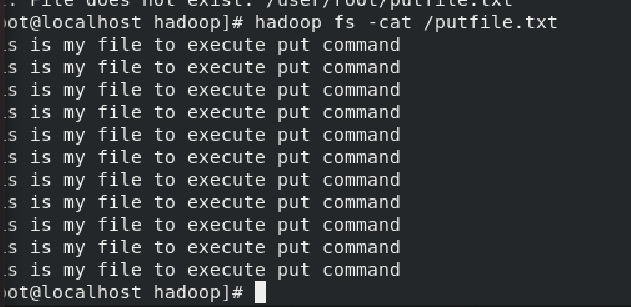 . File does not exist: /user/root/putfile.txt
ot@localhost hadoop]# hadoop fs -cat /putfile.txt
s is my file to execute put command
s is my file to execute put command
s is my file to execute put command
s is my file to execute put command
s is my file to execute put command
s is my file to execute put command
s is my file to execute put command
s is my file to execute put command
s is my file to execute put command
s is my file to execute put command
s is my file to execute put command
ot@localhost hadoop]#